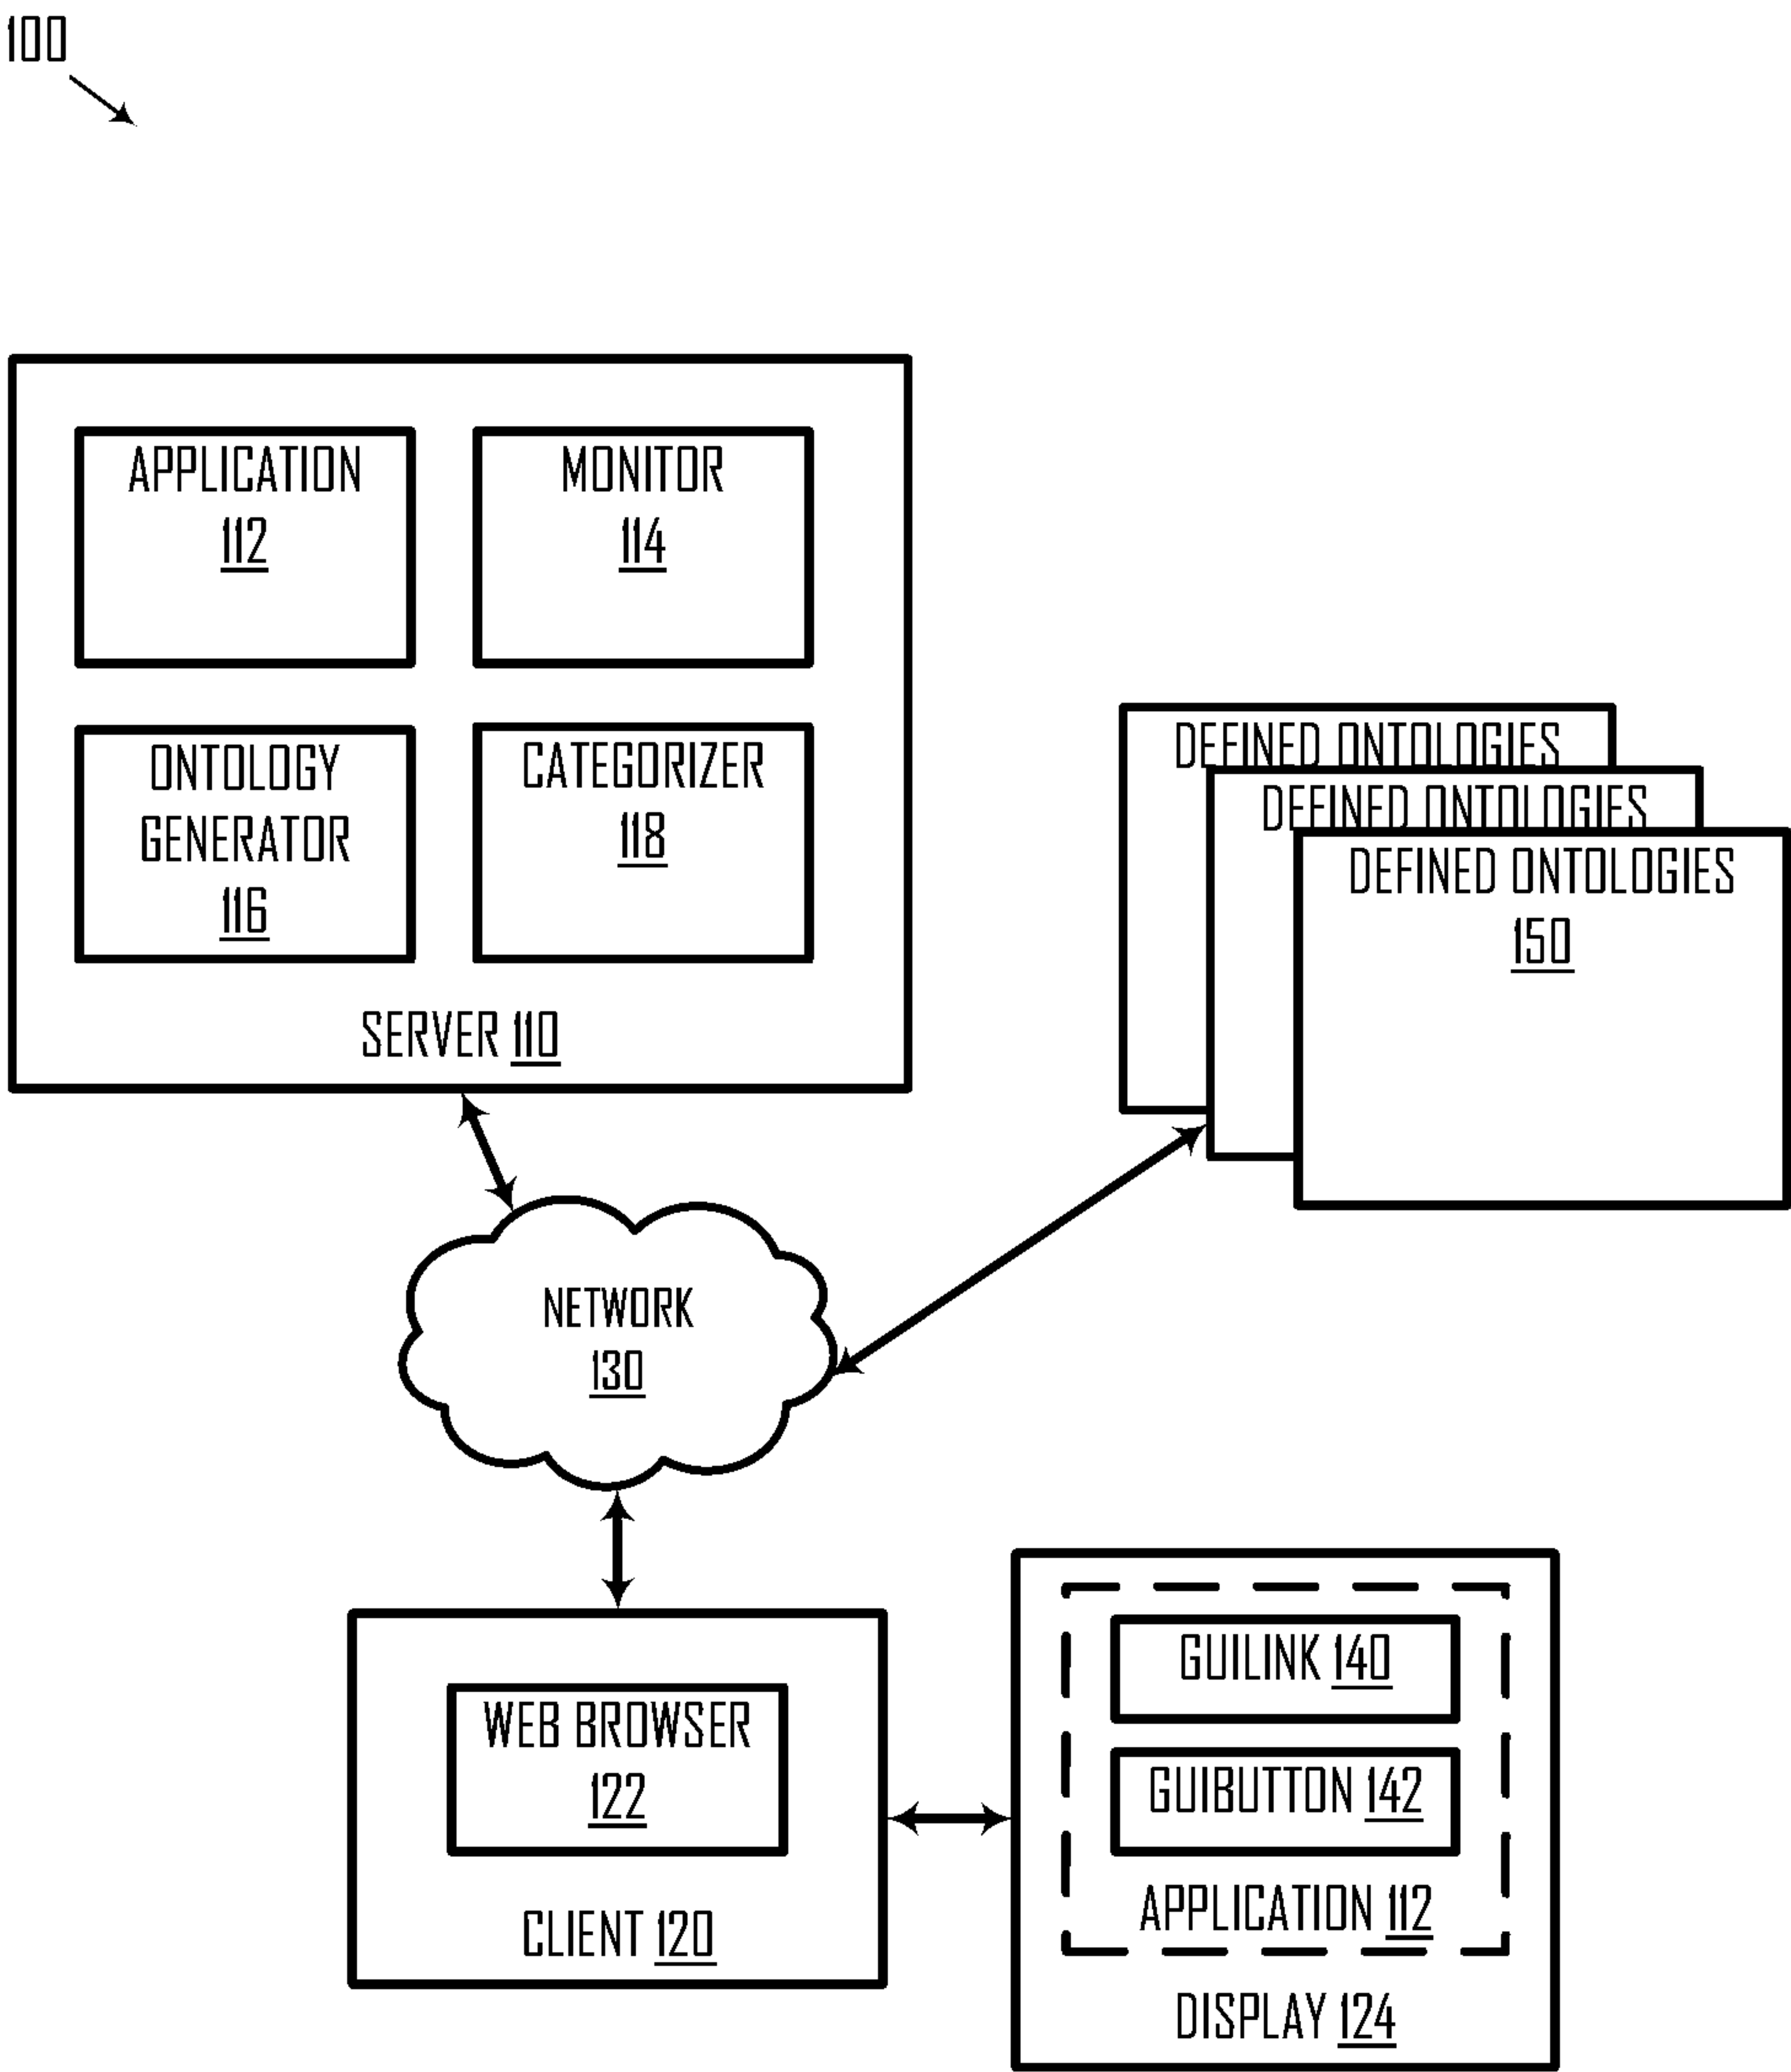 100
APPLICATION
112
MONITOR
114
ONTOLOGY
GENERATOR
116
CATEGORIZER
118
SERVER 110
DEFINED ONTOLOGIES
DEFINED ONTOLOGIES
DEFINED ONTOLOGIES
150
NETWORK
130
WEB BROWSER
122
CLIENT 120
GUILINK 140
GUIBUTTON 142
APPLICATION 112
DISPLAY 124